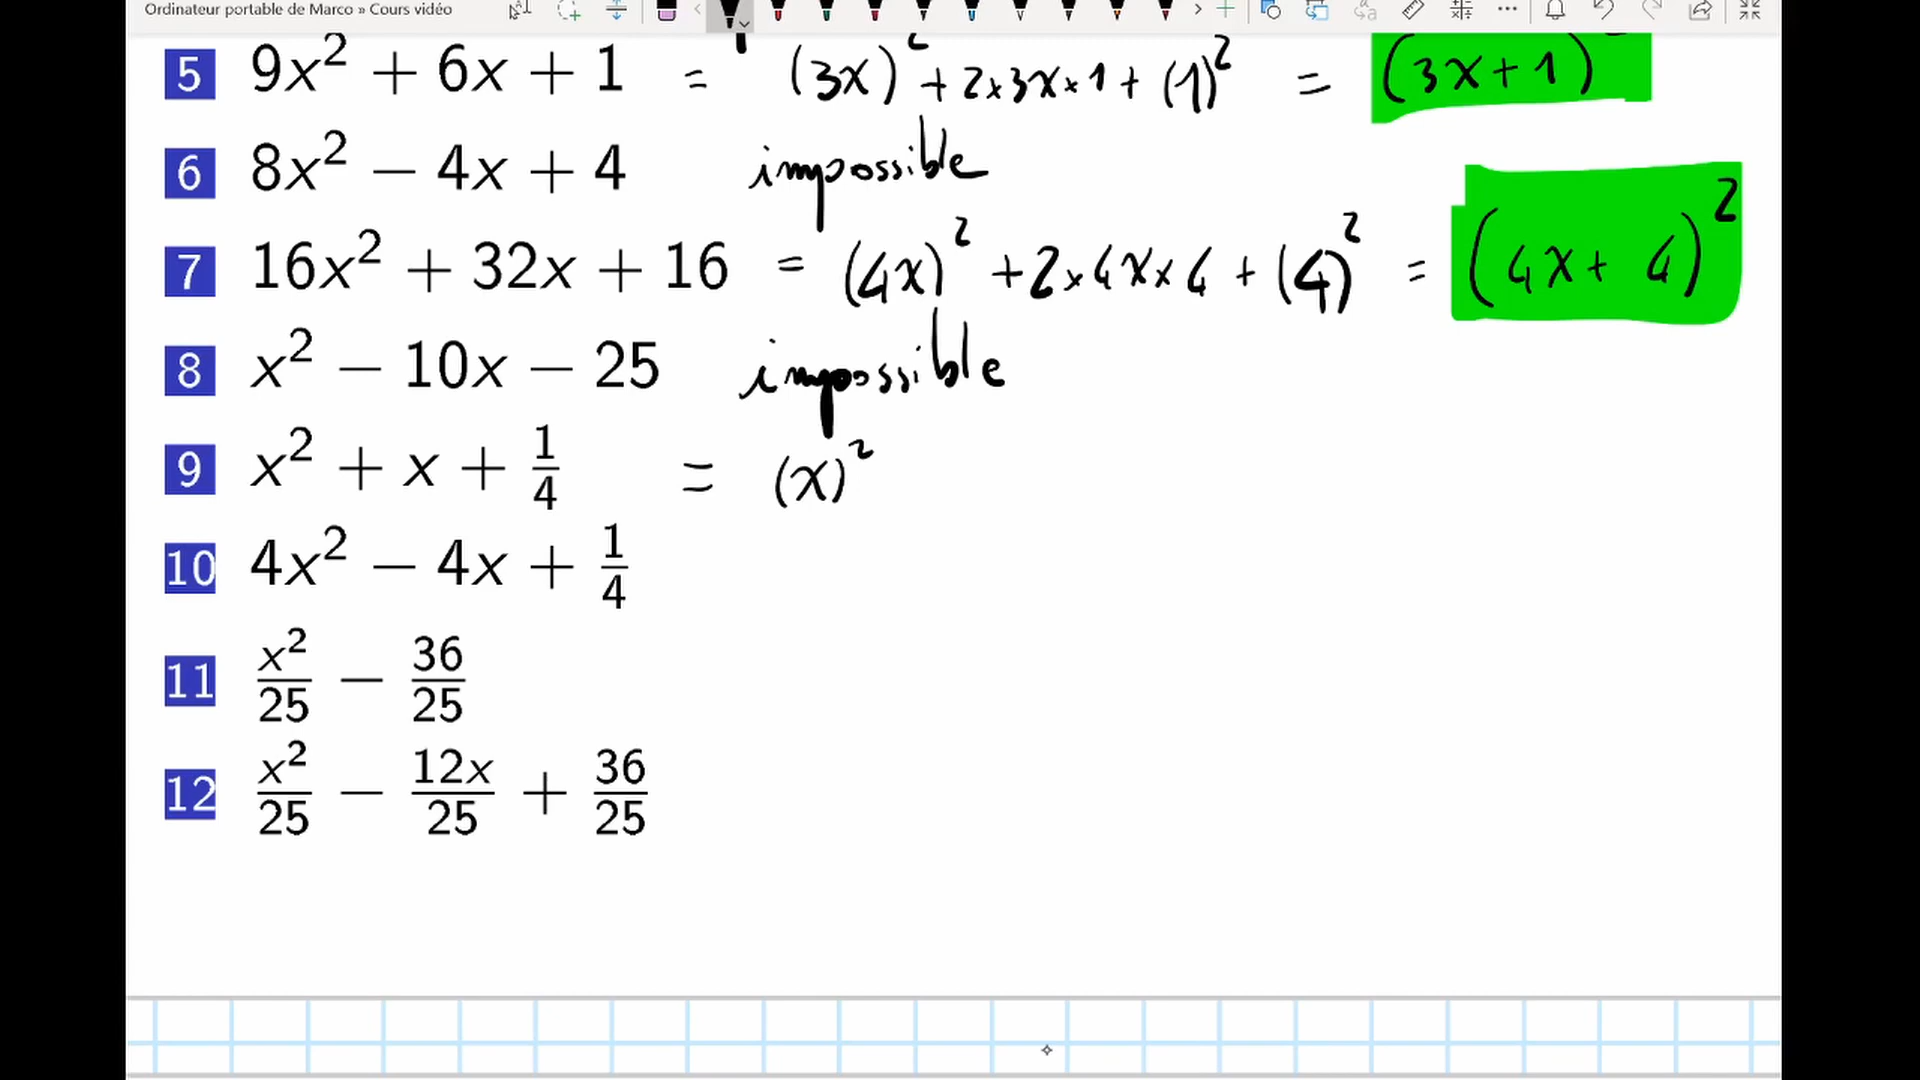 Ordinateur portable de Marco » Cours vidéo
5 9x² + 6x + 1 = (3x)² + 2×3x×1 + (1)² = (3x+1)²
6 8x² − 4x + 4 impossible
7 16x² + 32x + 16 = (4x)² + 2×4x×4 + (4)² = (4x+4)²
8 x² − 10x − 25 impossible
9 x² + x + 1/4 = (x)²
10 4x² − 4x + 1/4
11 x²/25 − 36/25
12 x²/25 − 12x/25 + 36/25